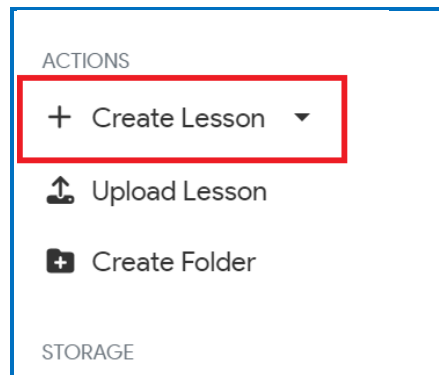 ACTIONS
Create Lesson
Upload Lesson
Create Folder
STORAGE